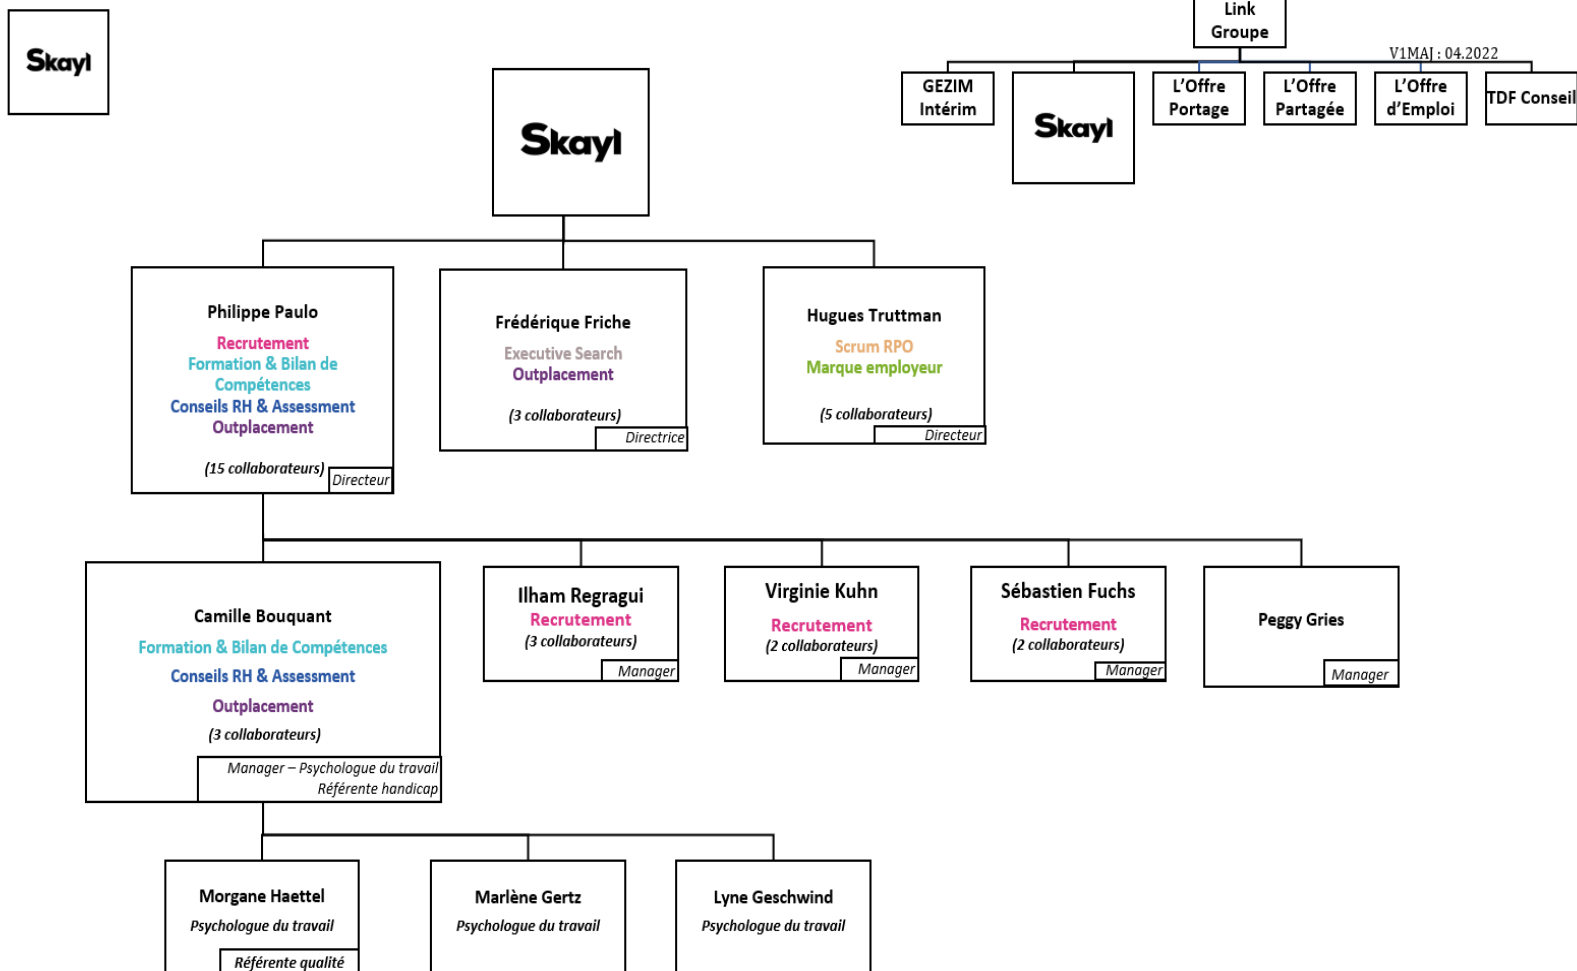 Skayl
Link
Groupe
V1MAJ : 04.2022
GEZIM
Intérim
Skayl
L'Offre
Portage
L'Offre
Partagée
L'Offre
d'Emploi
TDF Conseil
Skayl
Philippe Paulo
Recrutement
Formation & Bilan de
Compétences
Conseils RH & Assessment
Outplacement
(15 collaborateurs)
Directeur
Frédérique Friche
Executive Search
Outplacement
(3 collaborateurs)
Directrice
Hugues Truttman
Scrum RPO
Marque employeur
(5 collaborateurs)
Directeur
Camille Bouquant
Formation & Bilan de Compétences
Conseils RH & Assessment
Outplacement
(3 collaborateurs)
Manager – Psychologue du travail
Référente handicap
Ilham Regragui
Recrutement
(3 collaborateurs)
Manager
Virginie Kuhn
Recrutement
(2 collaborateurs)
Manager
Sébastien Fuchs
Recrutement
(2 collaborateurs)
Manager
Peggy Gries
Manager
Morgane Haettel
Psychologue du travail
Référente qualité
Marlène Gertz
Psychologue du travail
Lyne Geschwind
Psychologue du travail